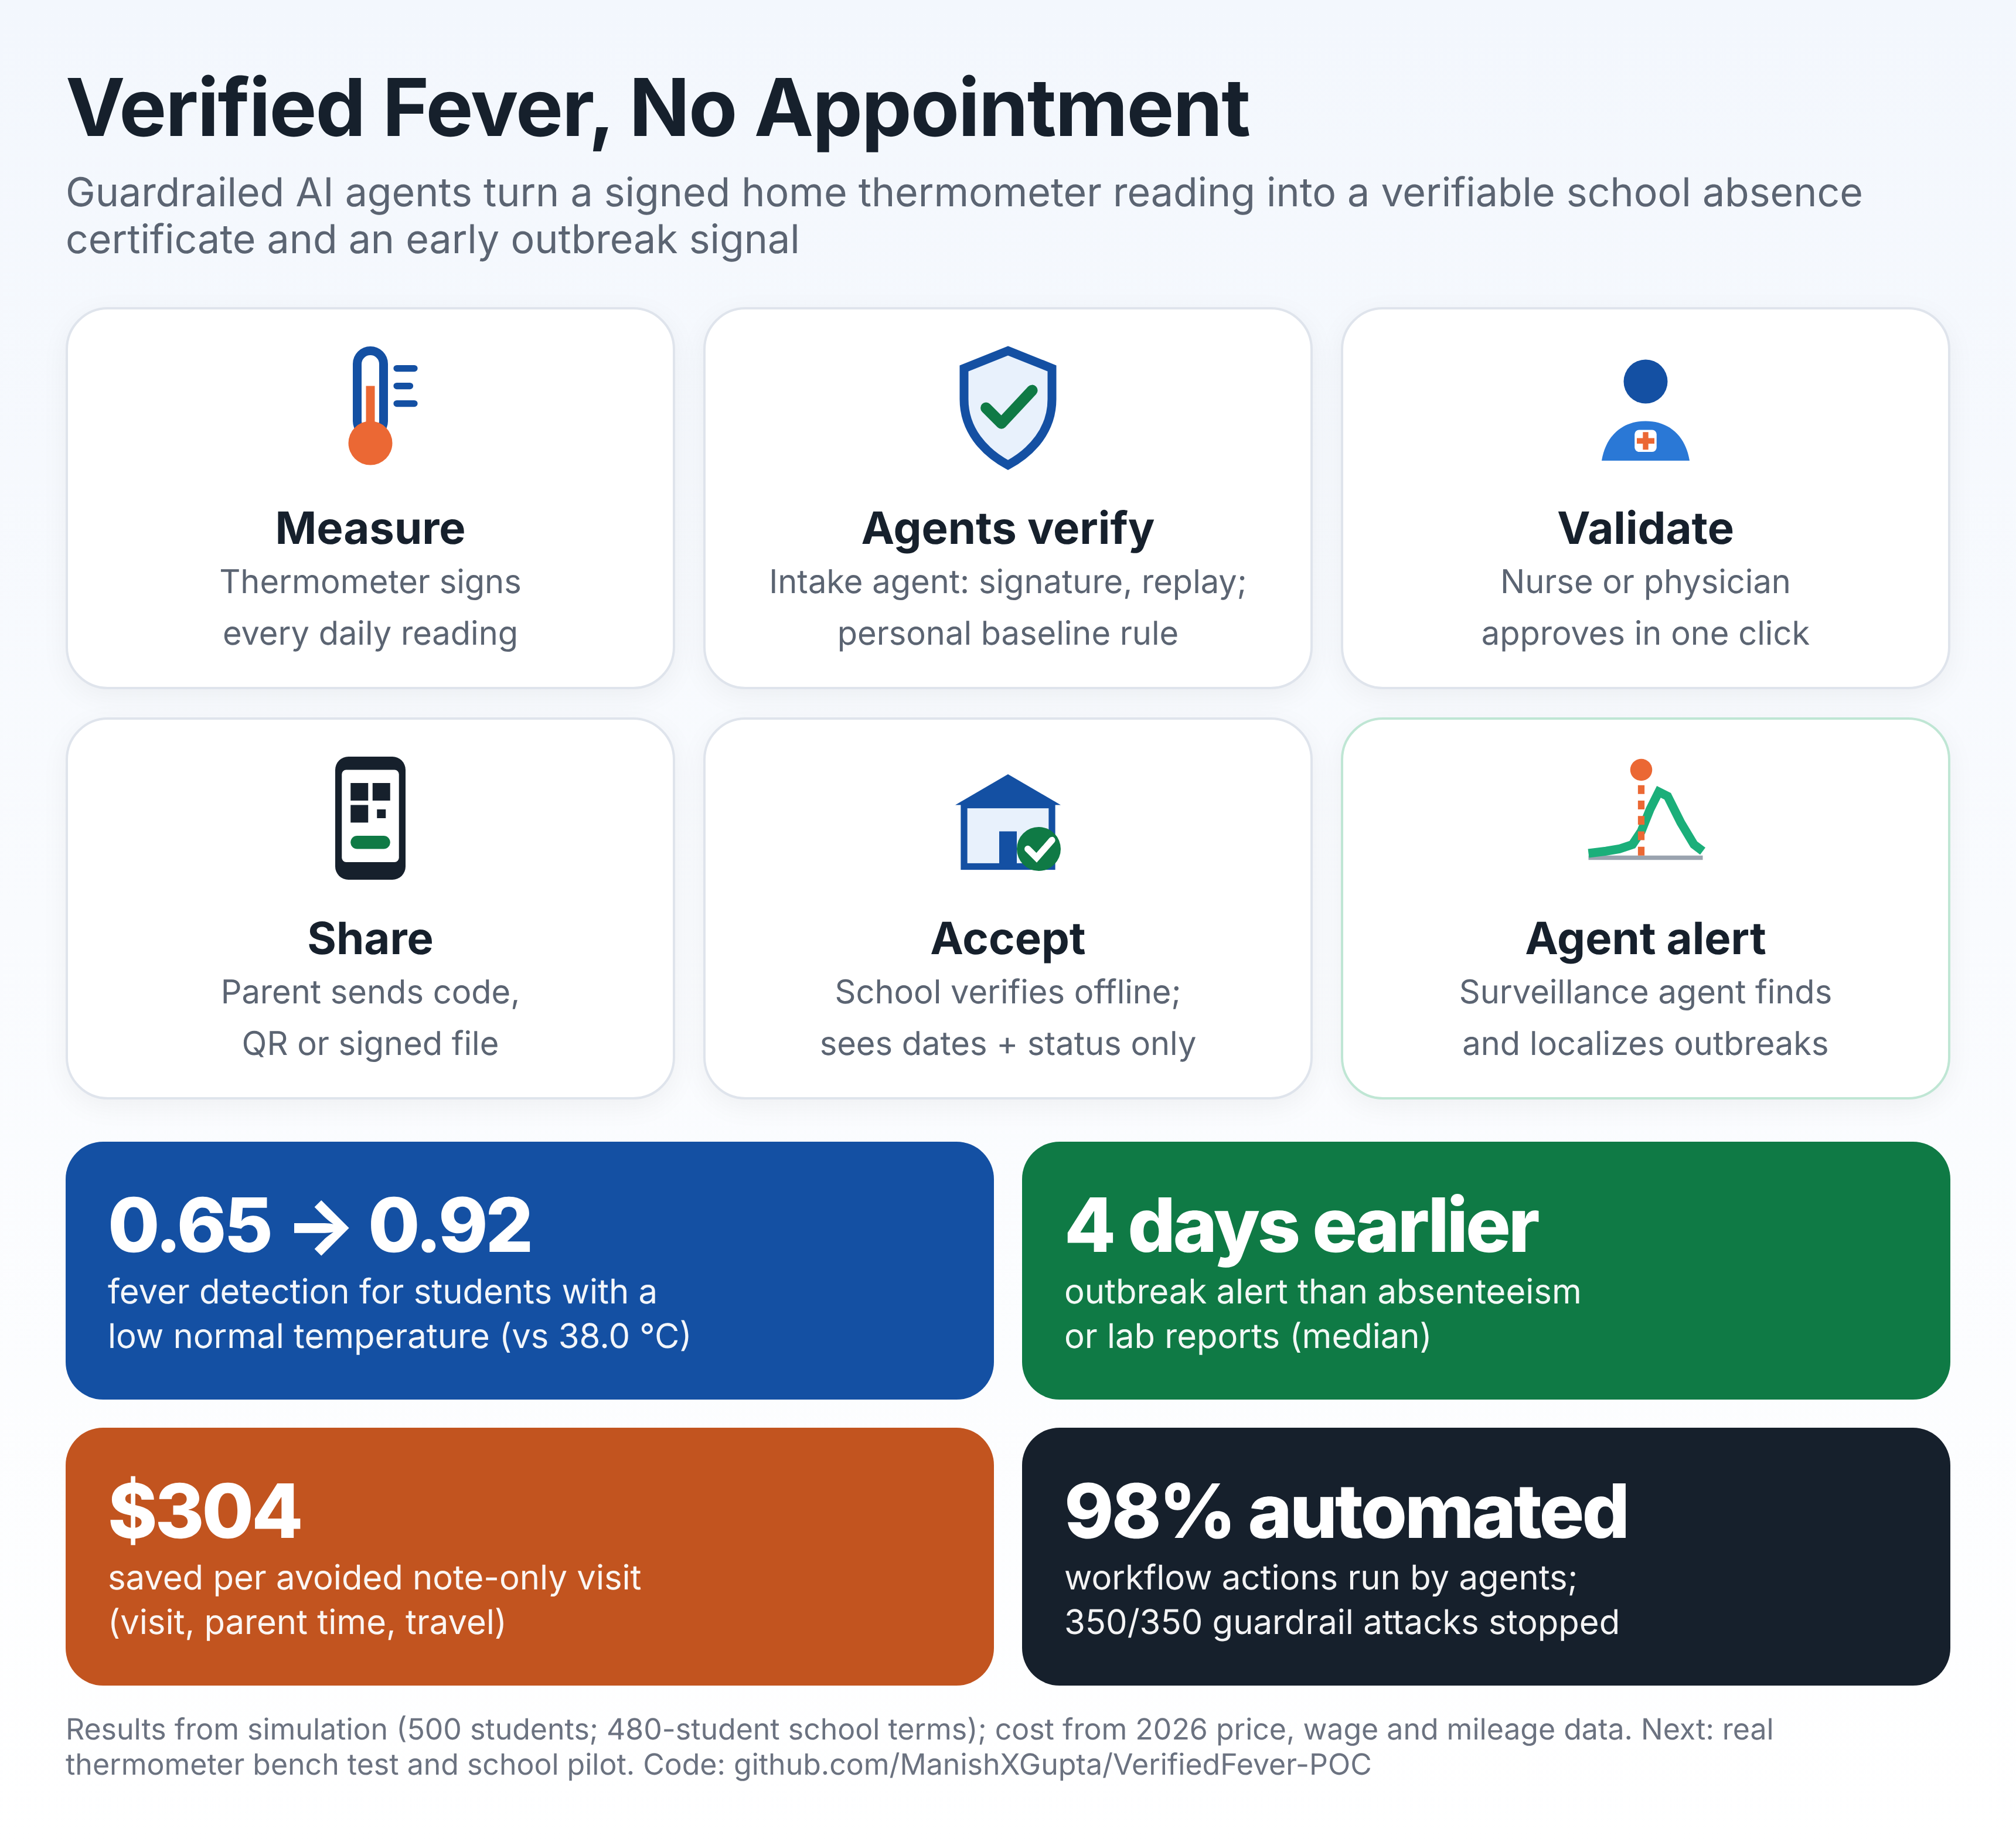 Verified Fever, No Appointment
Guardrailed AI agents turn a signed home thermometer reading into a verifiable school absence
certificate and an early outbreak signal
Measure
Thermometer signs
every daily reading
Agents verify
Intake agent: signature, replay;
personal baseline rule
Validate
Nurse or physician
approves in one click
Share
Parent sends code,
QR or signed file
Accept
School verifies offline;
sees dates + status only
Agent alert
Surveillance agent finds
and localizes outbreaks
0.65 → 0.92
fever detection for students with a
low normal temperature (vs 38.0 °C)
4 days earlier
outbreak alert than absenteeism
or lab reports (median)
$304
saved per avoided note-only visit
(visit, parent time, travel)
98% automated
workflow actions run by agents;
350/350 guardrail attacks stopped
Results from simulation (500 students; 480-student school terms); cost from 2026 price, wage and mileage data. Next: real
thermometer bench test and school pilot. Code: github.com/ManishXGupta/VerifiedFever-POC